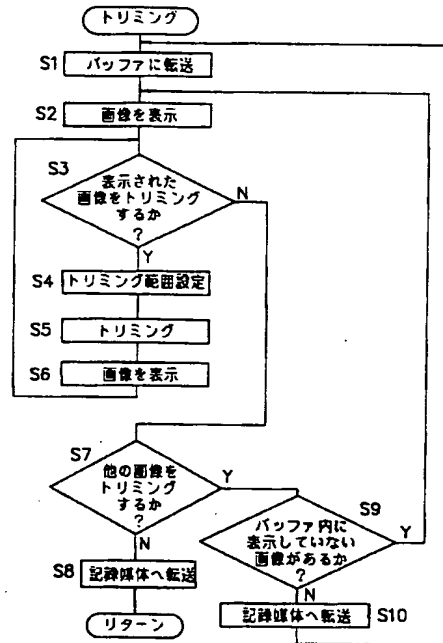 トリミング
S1
バッファに転送
S2
画像を表示
S3
表示された
画像をトリミング
するか
?
N
Y
S4
トリミング範囲設定
S5
トリミング
S6
画像を表示
S7
他の画像を
トリミング
するか
?
Y
N
S8
記録媒体へ転送
リターン
S9
バッファ内に
表示していない
画像があるか
?
Y
N
記録媒体へ転送
S10